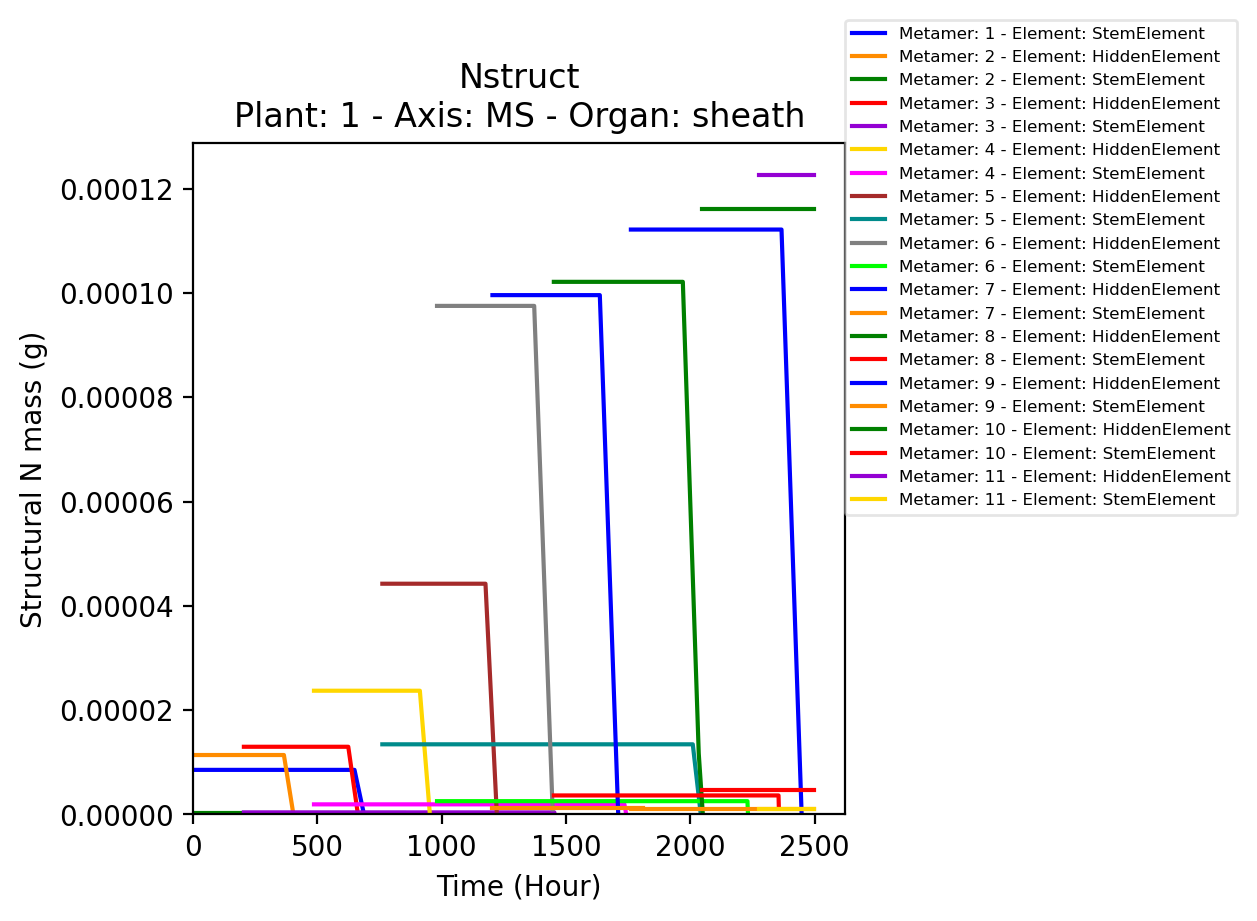 Nstruct
Plant: 1 - Axis: MS - Organ: sheath
Structural N mass (g)
0.00012
0.00010
0.00008
0.00006
0.00004
0.00002
0.00000
0 500 1000 1500 2000 2500
Time (Hour)
Metamer: 1 - Element: StemElement
Metamer: 2 - Element: HiddenElement
Metamer: 2 - Element: StemElement
Metamer: 3 - Element: HiddenElement
Metamer: 3 - Element: StemElement
Metamer: 4 - Element: HiddenElement
Metamer: 4 - Element: StemElement
Metamer: 5 - Element: HiddenElement
Metamer: 5 - Element: StemElement
Metamer: 6 - Element: HiddenElement
Metamer: 6 - Element: StemElement
Metamer: 7 - Element: HiddenElement
Metamer: 7 - Element: StemElement
Metamer: 8 - Element: HiddenElement
Metamer: 8 - Element: StemElement
Metamer: 9 - Element: HiddenElement
Metamer: 9 - Element: StemElement
Metamer: 10 - Element: HiddenElement
Metamer: 10 - Element: StemElement
Metamer: 11 - Element: HiddenElement
Metamer: 11 - Element: StemElement